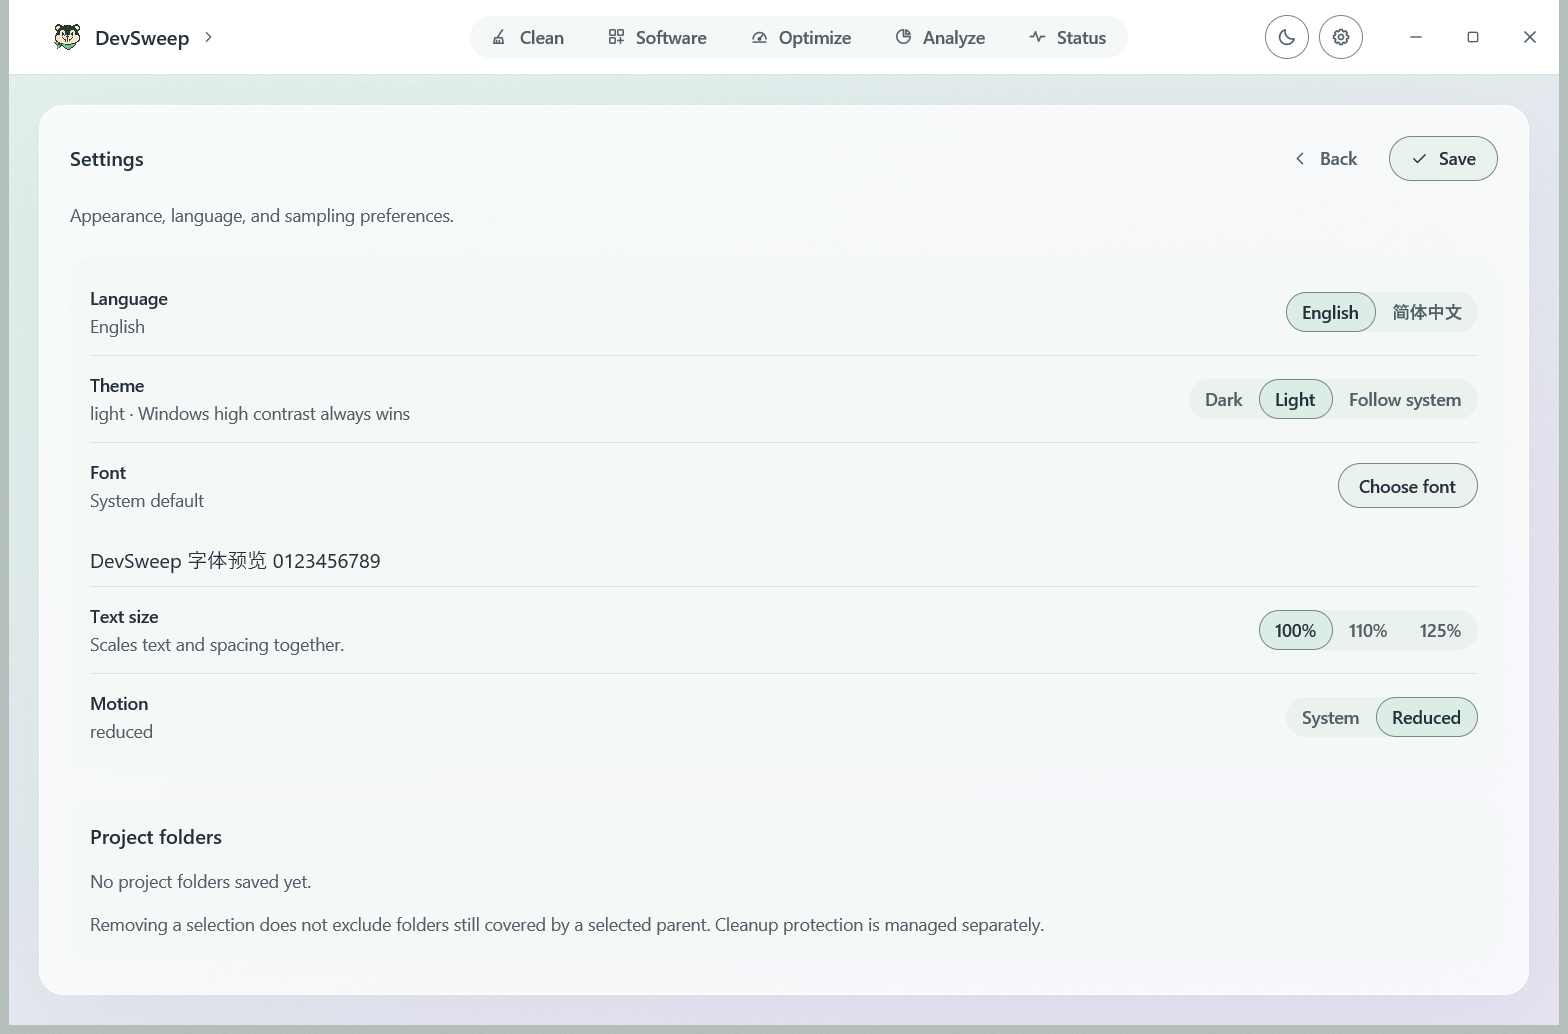 DevSweep
Clean
Software
Optimize
Analyze
Status
Settings
Back
Save
Appearance, language, and sampling preferences.
Language
English
English
简体中文
Theme
light · Windows high contrast always wins
Dark
Light
Follow system
Font
System default
Choose font
DevSweep 字体预览 0123456789
Text size
Scales text and spacing together.
100%
110%
125%
Motion
reduced
System
Reduced
Project folders
No project folders saved yet.
Removing a selection does not exclude folders still covered by a selected parent. Cleanup protection is managed separately.